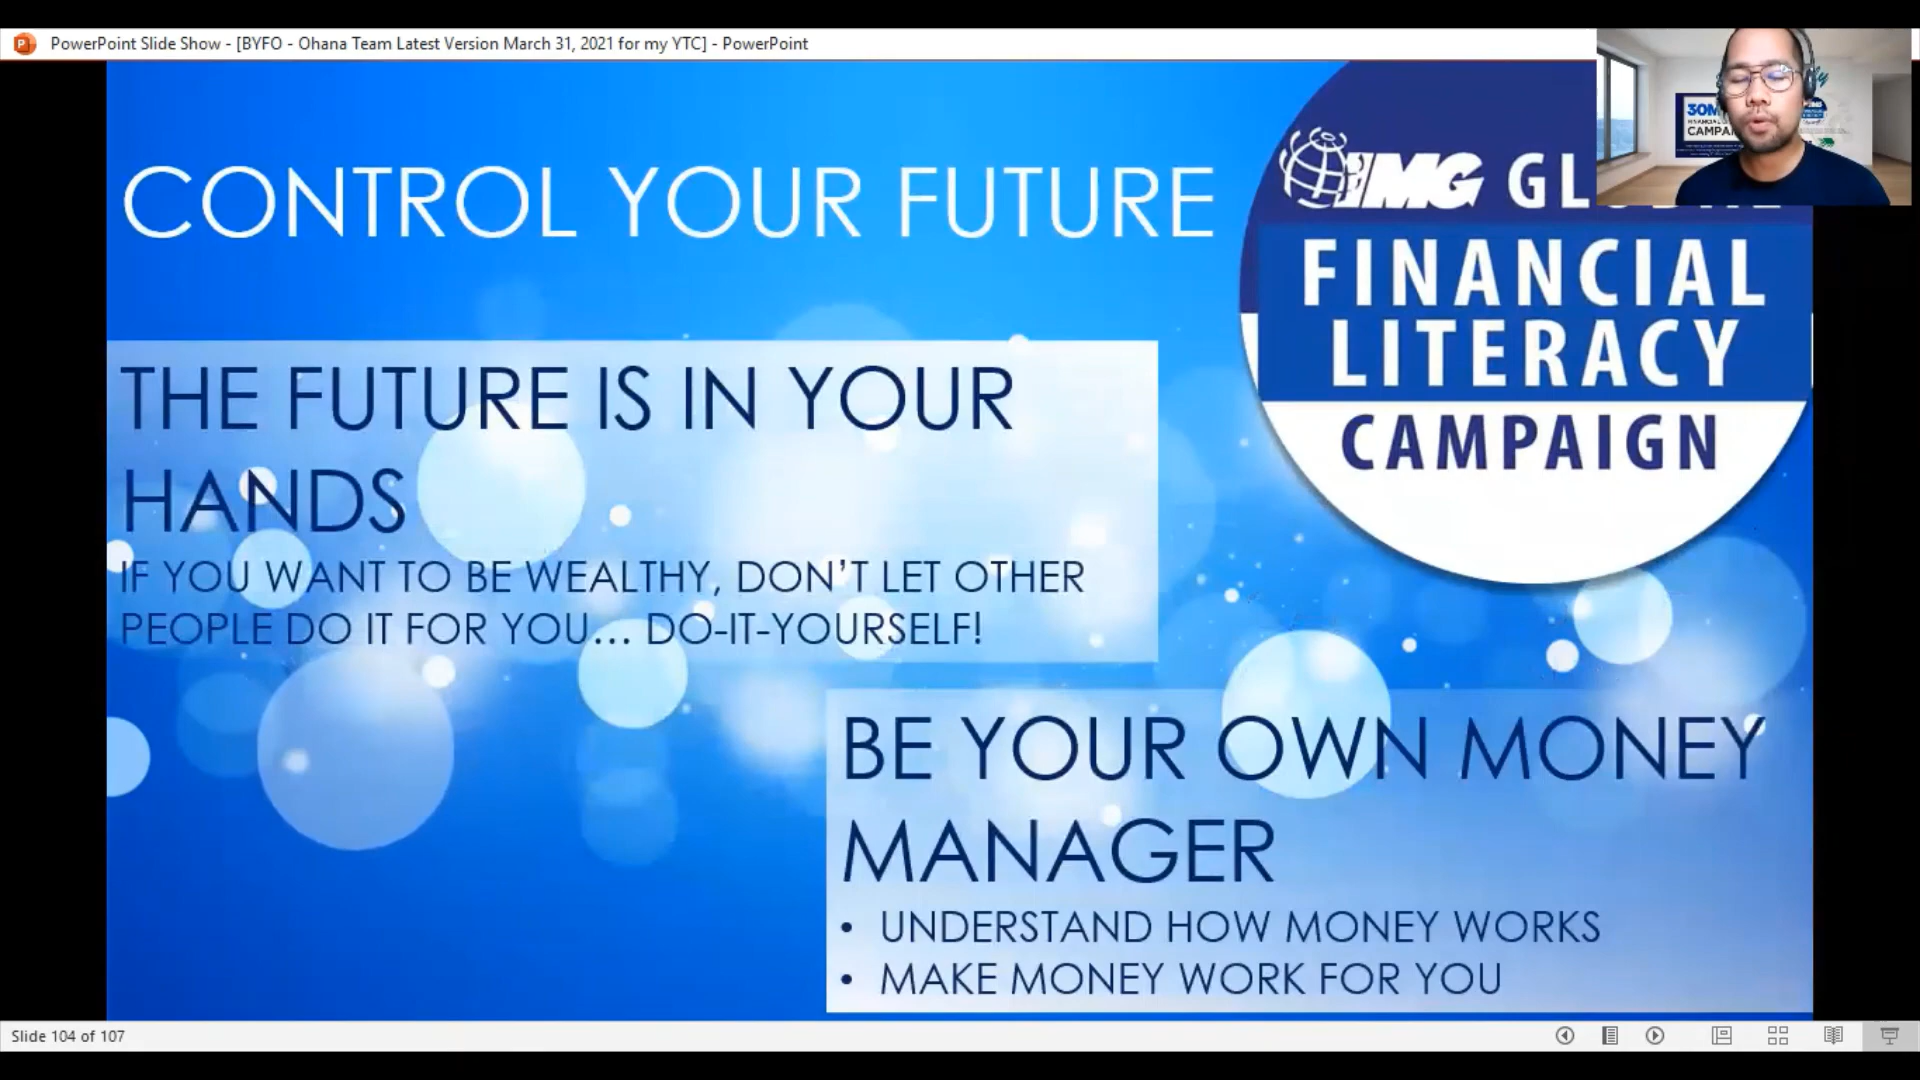 PowerPoint Slide Show - [BYFO - Ohana Team Latest Version March 31, 2021 for my YTC] - PowerPoint
CONTROL YOUR FUTURE
THE FUTURE IS IN YOUR
HANDS
IF YOU WANT TO BE WEALTHY, DON’T LET OTHER
PEOPLE DO IT FOR YOU... DO-IT-YOURSELF!
BE YOUR OWN MONEY
MANAGER
• UNDERSTAND HOW MONEY WORKS
• MAKE MONEY WORK FOR YOU
IMG
FINANCIAL
LITERACY
CAMPAIGN
Slide 104 of 107